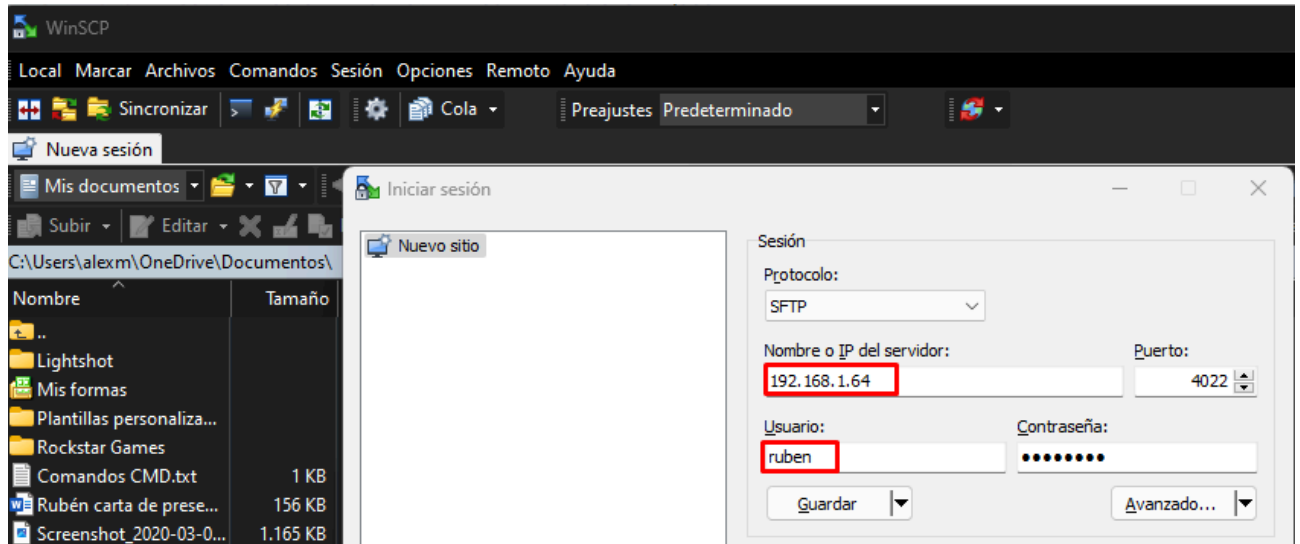 WinSCP
Local Marcar Archivos Comandos Sesión Opciones Remoto Ayuda
Sincronizar Cola Preajustes Predeterminado
Nueva sesión
Mis documentos
Subir Editar
C:\Users\alexm\OneDrive\Documentos\
Nombre Tamaño
..
Lightshot
Mis formas
Plantillas personaliza...
Rockstar Games
Comandos CMD.txt 1 KB
Rubén carta de prese... 156 KB
Screenshot_2020-03-0... 1.165 KB
Iniciar sesión
Nuevo sitio
Sesión
Protocolo:
SFTP
Nombre o IP del servidor: Puerto:
192.168.1.64 4022
Usuario: Contraseña:
ruben ●●●●●●●●
Guardar Avanzado...